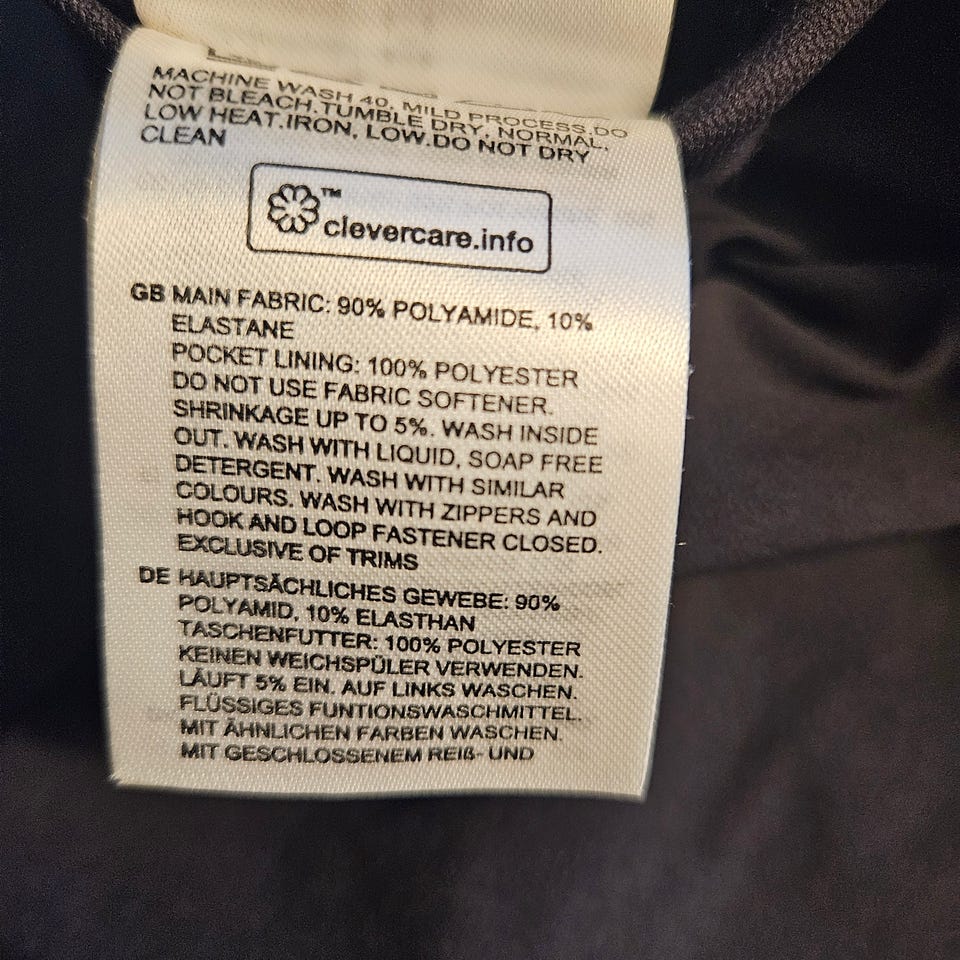 MACHINE WASH 40, MILD PROCESS.DO
NOT BLEACH.TUMBLE DRY, NORMAL,
LOW HEAT.IRON, LOW.DO NOT DRY
CLEAN
™
clevercare.info
GB MAIN FABRIC: 90% POLYAMIDE, 10%
ELASTANE
POCKET LINING: 100% POLYESTER
DO NOT USE FABRIC SOFTENER.
SHRINKAGE UP TO 5%. WASH INSIDE
OUT. WASH WITH LIQUID, SOAP FREE
DETERGENT. WASH WITH SIMILAR
COLOURS. WASH WITH ZIPPERS AND
HOOK AND LOOP FASTENER CLOSED.
EXCLUSIVE OF TRIMS
DE HAUPTSÄCHLICHES GEWEBE: 90%
POLYAMID, 10% ELASTHAN
TASCHENFUTTER: 100% POLYESTER
KEINEN WEICHSPÜLER VERWENDEN.
LÄUFT 5% EIN. AUF LINKS WASCHEN.
FLÜSSIGES FUNTIONSWASCHMITTEL.
MIT ÄHNLICHEN FARBEN WASCHEN.
MIT GESCHLOSSENEM REIß- UND